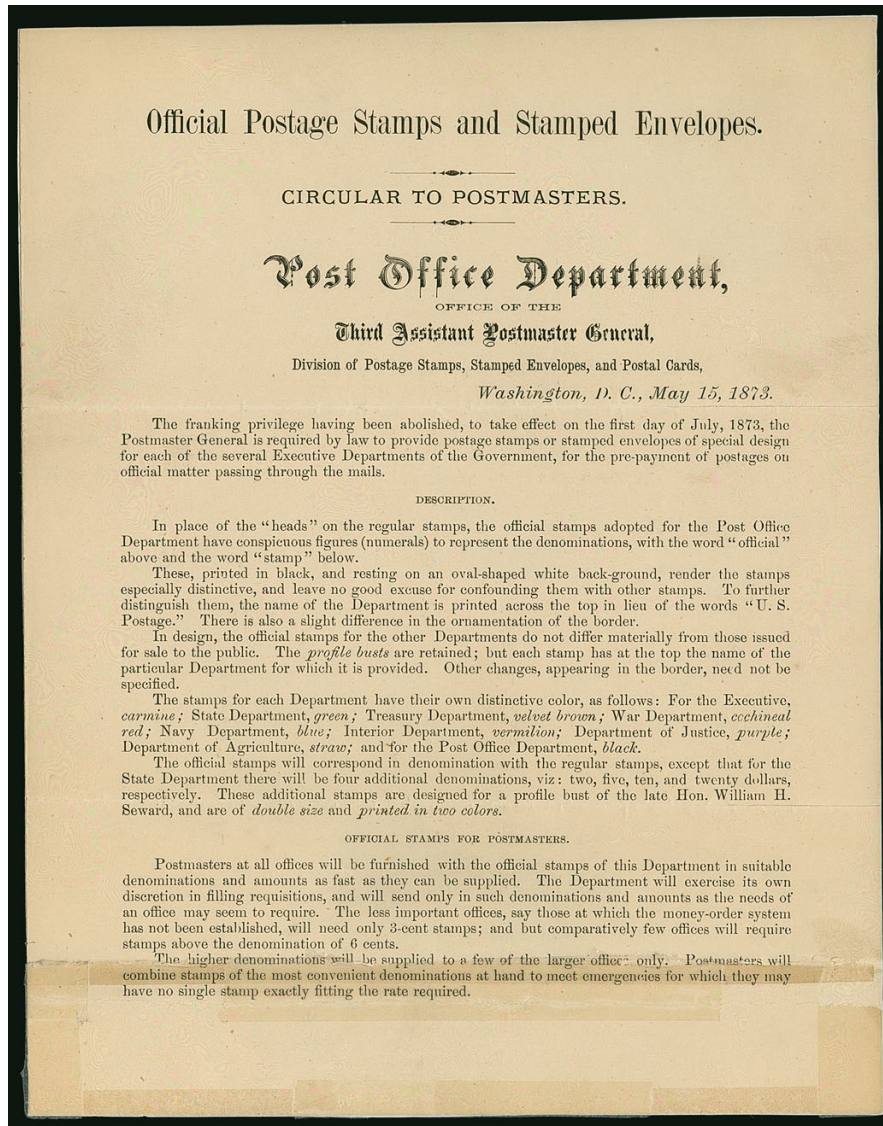 Official Postage Stamps and Stamped Envelopes.
CIRCULAR TO POSTMASTERS.
Post Office Department,
OFFICE OF THE
Third Assistant Postmaster General,
Division of Postage Stamps, Stamped Envelopes, and Postal Cards,
Washington, D. C., May 15, 1873.
The franking privilege having been abolished, to take effect on the first day of July, 1873, the
Postmaster General is required by law to provide postage stamps or stamped envelopes of special design
for each of the several Executive Departments of the Government, for the pre-payment of postages on
official matter passing through the mails.
DESCRIPTION.
In place of the "heads" on the regular stamps, the official stamps adopted for the Post Office
Department have conspicuous figures (numerals) to represent the denominations, with the word "official"
above and the word "stamp" below.
These, printed in black, and resting on an oval-shaped white back-ground, render the stamps
especially distinctive, and leave no good excuse for confounding them with other stamps. To further
distinguish them, the name of the Department is printed across the top in lieu of the words "U. S.
Postage." There is also a slight difference in the ornamentation of the border.
In design, the official stamps for the other Departments do not differ materially from those issued
for sale to the public. The profile busts are retained; but each stamp has at the top the name of the
particular Department for which it is provided. Other changes, appearing in the border, need not be
specified.
The stamps for each Department have their own distinctive color, as follows: For the Executive,
carmine; State Department, green; Treasury Department, velvet brown; War Department, cochineal
red; Navy Department, blue; Interior Department, vermilion; Department of Justice, purple;
Department of Agriculture, straw; and for the Post Office Department, black.
The official stamps will correspond in denomination with the regular stamps, except that for the
State Department there will be four additional denominations, viz: two, five, ten, and twenty dollars,
respectively. These additional stamps are designed for a profile bust of the late Hon. William H.
Seward, and are of double size and printed in two colors.
OFFICIAL STAMPS FOR POSTMASTERS.
Postmasters at all offices will be furnished with the official stamps of this Department in suitable
denominations and amounts as fast as they can be supplied. The Department will exercise its own
discretion in filling requisitions, and will send only in such denominations and amounts as the needs of
an office may seem to require. The less important offices, say those at which the money-order system
has not been established, will need only 3-cent stamps; and but comparatively few offices will require
stamps above the denomination of 6 cents.
The higher denominations will be supplied to a few of the larger offices only. Postmasters will
combine stamps of the most convenient denominations at hand to meet emergencies for which they may
have no single stamp exactly fitting the rate required.